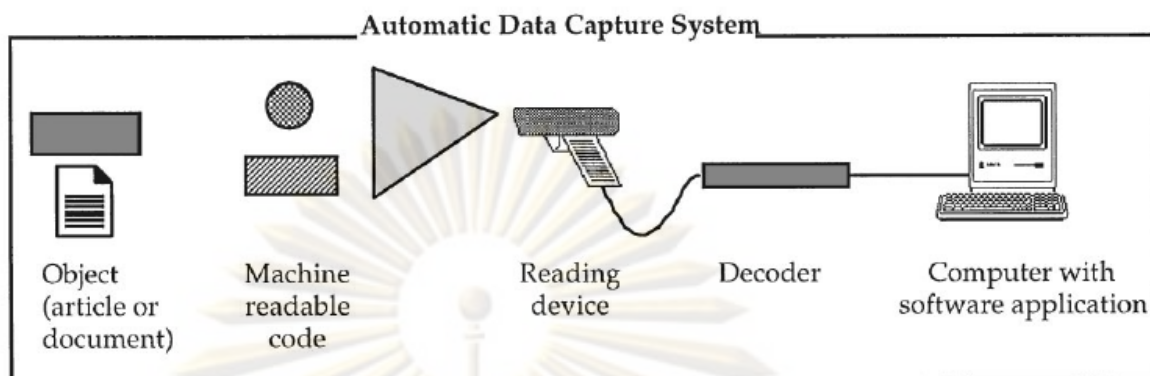 Automatic Data Capture System
Object
(article or
document)
Machine
readable
code
Reading
device
Decoder
Computer with
software application